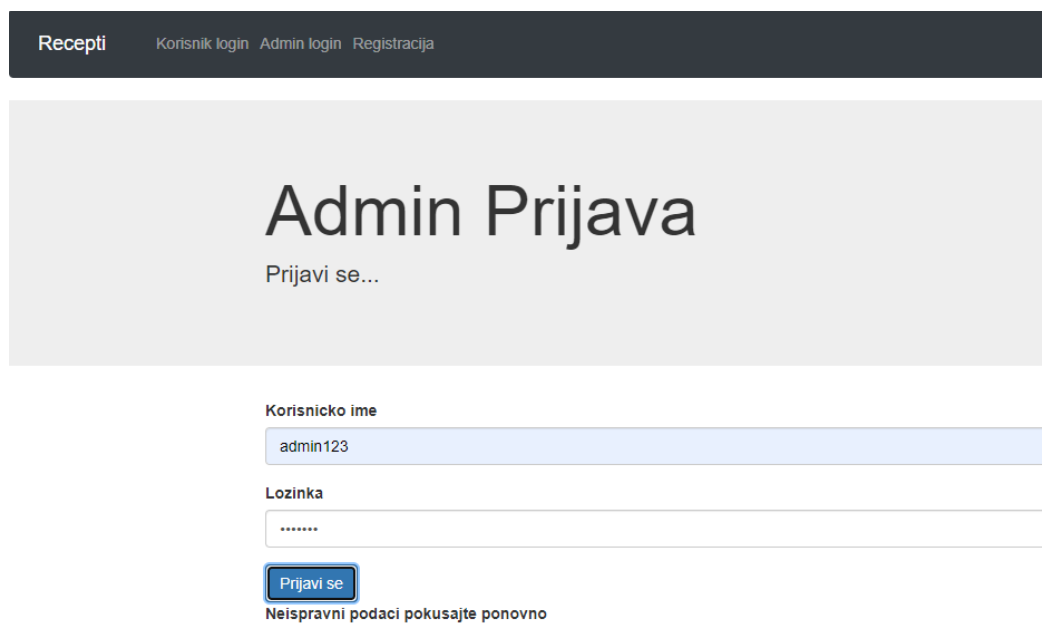 Recepti Korisnik login Admin login Registracija
Admin Prijava
Prijavi se...
Korisnicko ime
admin123
Lozinka
•••••••
Prijavi se
Neispravni podaci pokusajte ponovno